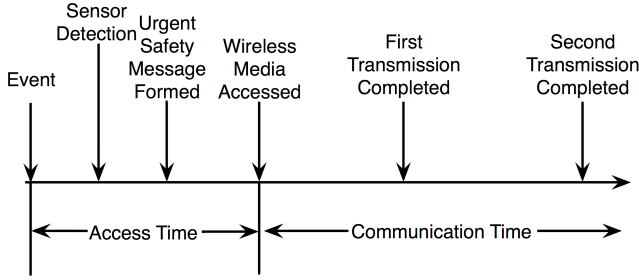 Event
Sensor
Detection
Urgent
Safety
Message
Formed
Wireless
Media
Accessed
First
Transmission
Completed
Second
Transmission
Completed
Access Time
Communication Time